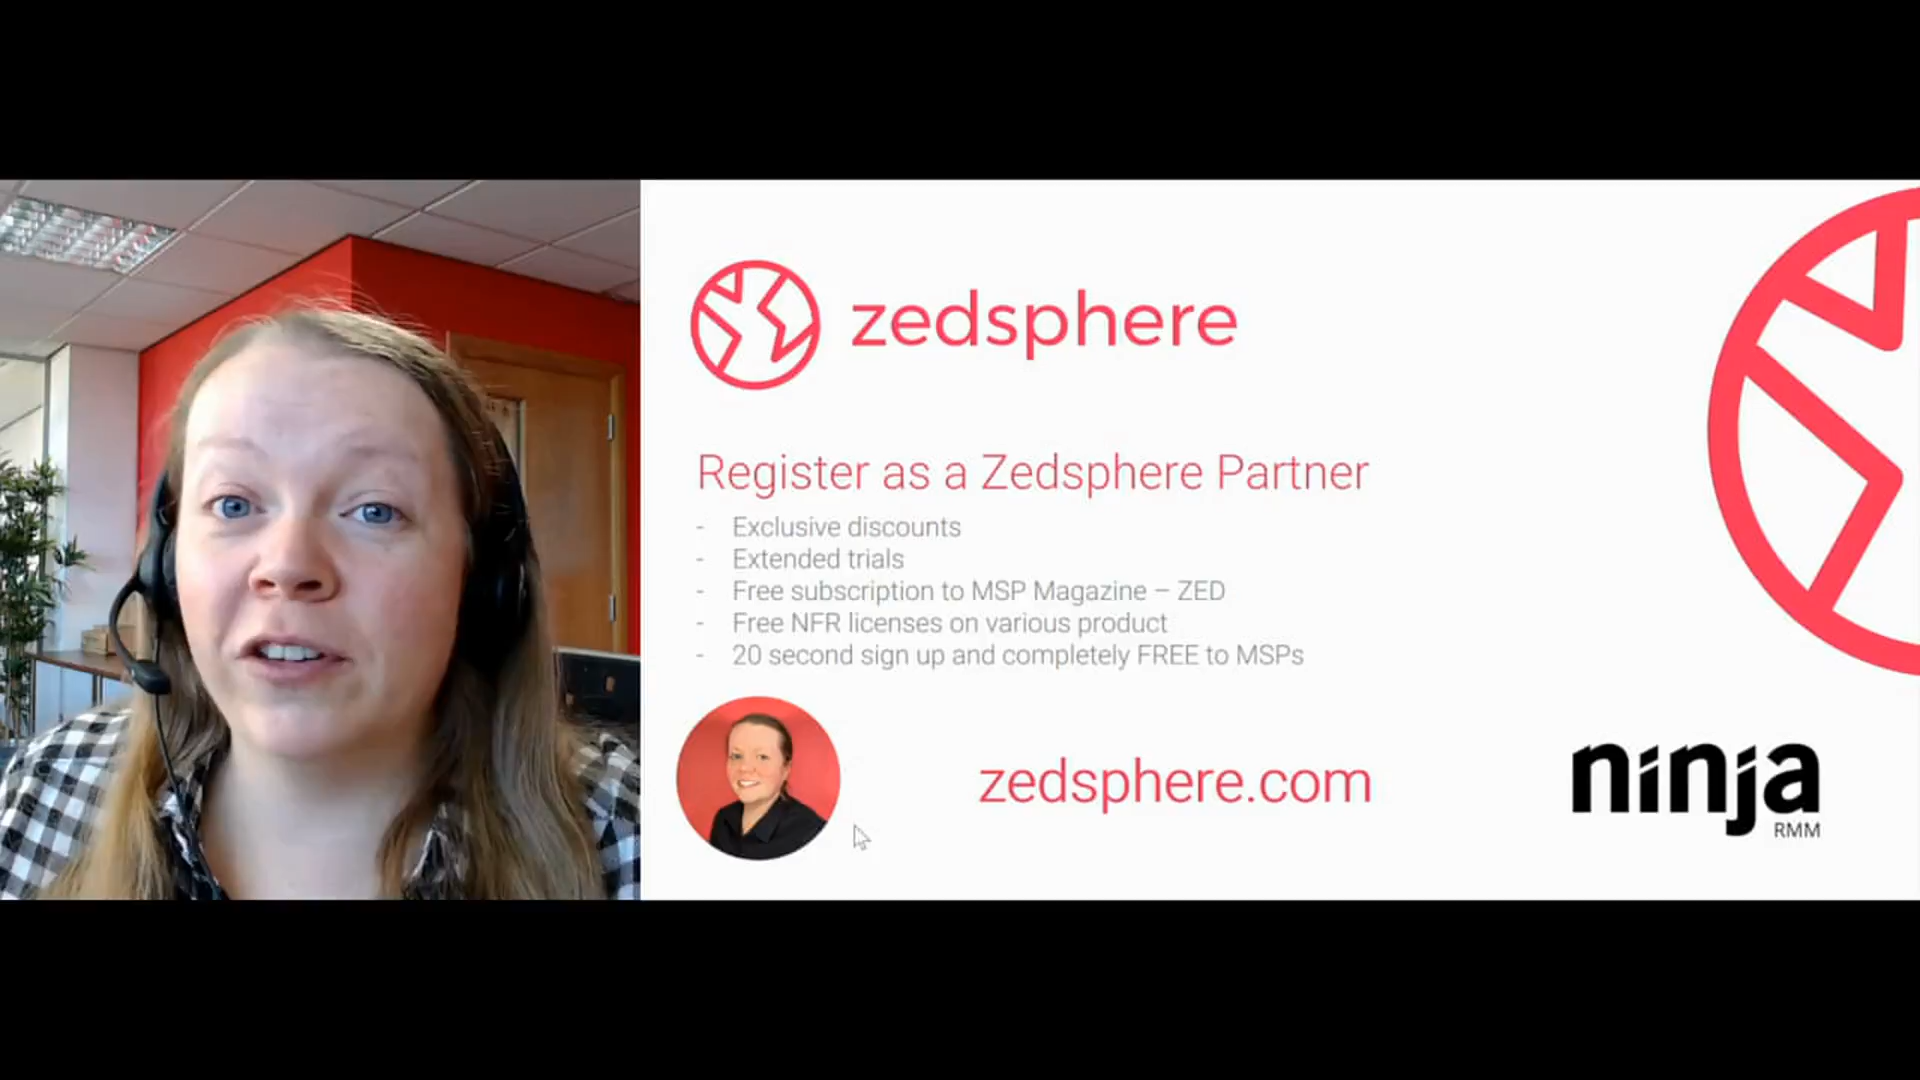 zedsphere
Register as a Zedsphere Partner
- Exclusive discounts
- Extended trials
- Free subscription to MSP Magazine – ZED
- Free NFR licenses on various product
- 20 second sign up and completely FREE to MSPs
zedsphere.com
ninja
RMM